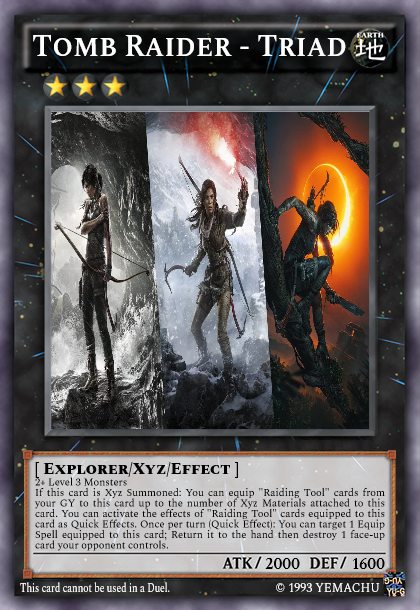 TOMB RAIDER - TRIAD
EARTH
地
[ EXPLORER/XYZ/EFFECT ]
2+ Level 3 Monsters
If this card is Xyz Summoned: You can equip "Raiding Tool" cards from
your GY to this card up to the number of Xyz Materials attached to this
card. You can activate the effects of "Raiding Tool" cards equipped to this
card as Quick Effects. Once per turn (Quick Effect): You can target 1 Equip
Spell equipped to this card; Return it to the hand then destroy 1 face-up
card your opponent controls.
ATK / 2000 DEF / 1600
This card cannot be used in a Duel.
© 1993 YEMACHU